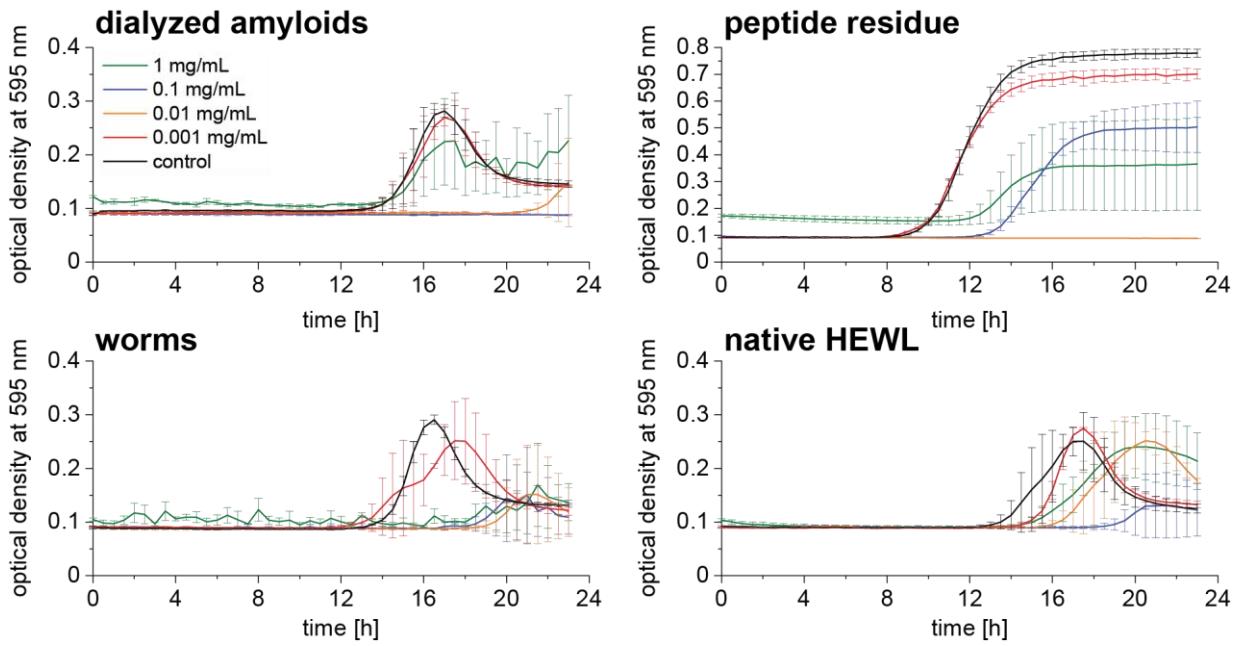 dialyzed amyloids
optical density at 595 nm
0.4
0.3
0.2
0.1
0
1 mg/mL
0.1 mg/mL
0.01 mg/mL
0.001 mg/mL
control
0 4 8 12 16 20 24
time [h]
peptide residue
optical density at 595 nm
0.8
0.7
0.6
0.5
0.4
0.3
0.2
0.1
0
0 4 8 12 16 20 24
time [h]
worms
optical density at 595 nm
0.4
0.3
0.2
0.1
0
0 4 8 12 16 20 24
time [h]
native HEWL
optical density at 595 nm
0.4
0.3
0.2
0.1
0
0 4 8 12 16 20 24
time [h]